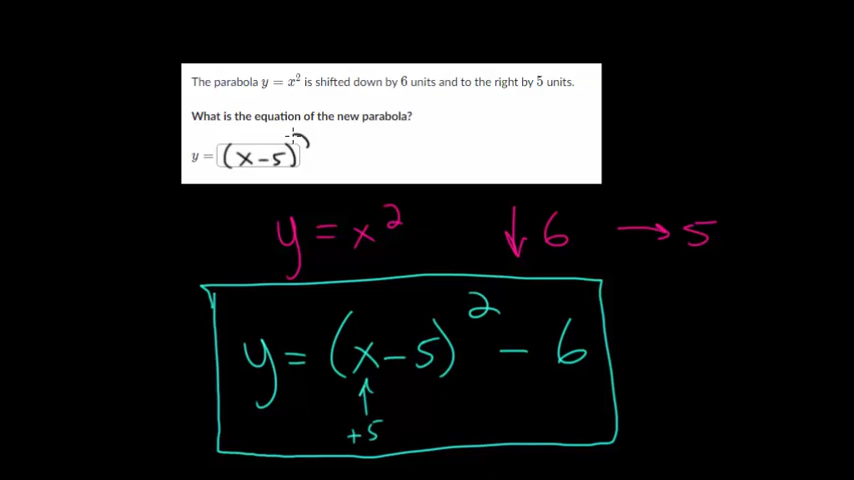 The parabola y = x² is shifted down by 6 units and to the right by 5 units.
What is the equation of the new parabola?
y = (x-5)
y = x² ↓ 6 → 5
y = (x-5)² - 6
↑
+5